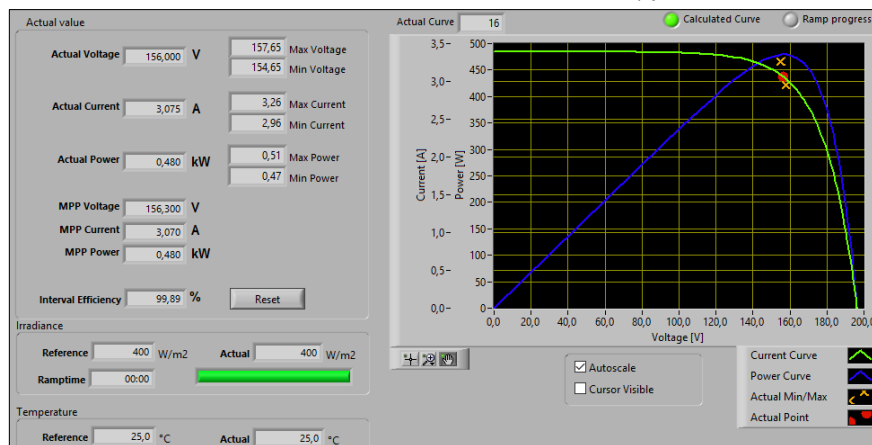 Actual value
Actual Voltage 156,000 V
157,65 Max Voltage
154,65 Min Voltage
Actual Current 3,075 A
3,26 Max Current
2,96 Min Current
Actual Power 0,480 kW
0,51 Max Power
0,47 Min Power
MPP Voltage 156,300 V
MPP Current 3,070 A
MPP Power 0,480 kW
Interval Efficiency 99,89 %
Reset
Irradiance
Reference 400 W/m2 Actual 400 W/m2
Ramptime 00:00
Temperature
Reference 25,0 °C Actual 25,0 °C
Actual Curve 16
Calculated Curve
Ramp progress
Current [A]
3,5-
3,0-
2,5-
2,0-
1,5-
1,0-
0,5-
0,0-
Power [W]
500-
450-
400-
350-
300-
250-
200-
150-
100-
50-
0-
0,0 20,0 40,0 60,0 80,0 100,0 120,0 140,0 160,0 180,0 200,0
Voltage [V]
Autoscale
Cursor Visible
Current Curve
Power Curve
Actual Min/Max
Actual Point